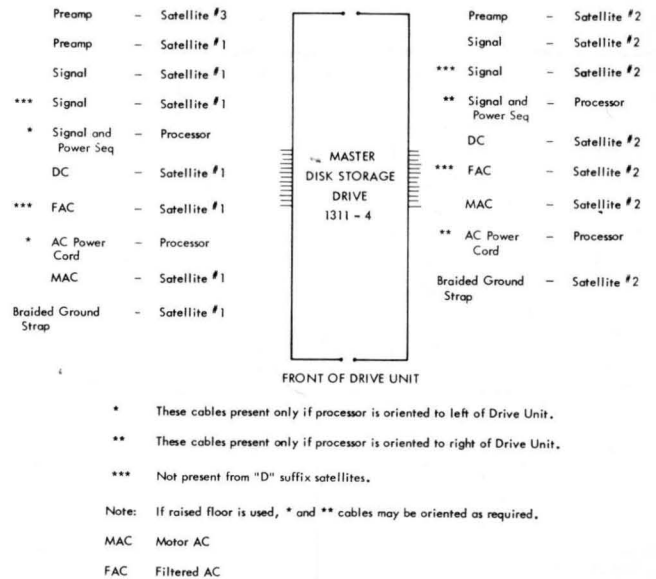 Preamp – Satellite #3
Preamp – Satellite #1
Signal – Satellite #1
*** Signal – Satellite #1
* Signal and – Processor
Power Seq
DC – Satellite #1
*** FAC – Satellite #1
* AC Power – Processor
Cord
MAC – Satellite #1
Braided Ground – Satellite #1
Strap
MASTER
DISK STORAGE
DRIVE
1311 – 4
Preamp – Satellite #2
Signal – Satellite #2
*** Signal – Satellite #2
** Signal and – Processor
Power Seq
DC – Satellite #2
*** FAC – Satellite #2
MAC – Satellite #2
** AC Power – Processor
Cord
Braided Ground – Satellite #2
Strap
FRONT OF DRIVE UNIT
* These cables present only if processor is oriented to left of Drive Unit.
** These cables present only if processor is oriented to right of Drive Unit.
*** Not present from "D" suffix satellites.
Note: If raised floor is used, * and ** cables may be oriented as required.
MAC Motor AC
FAC Filtered AC